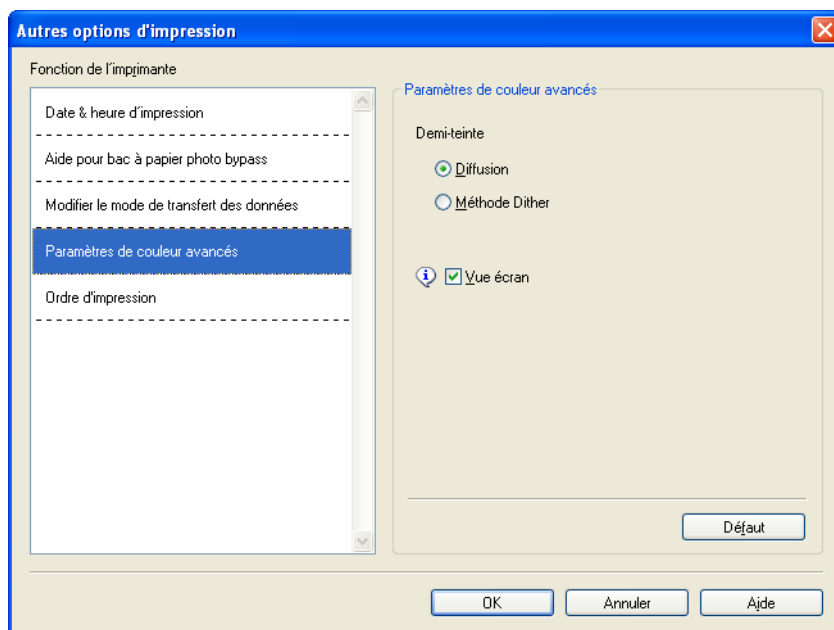 Autres options d'impression
Fonction de l'imprimante
Date & heure d'impression
Aide pour bac à papier photo bypass
Modifier le mode de transfert des données
Paramètres de couleur avancés
Ordre d'impression
Paramètres de couleur avancés
Demi-teinte
Diffusion
Méthode Dither
Vue écran
Défaut
OK
Annuler
Aide